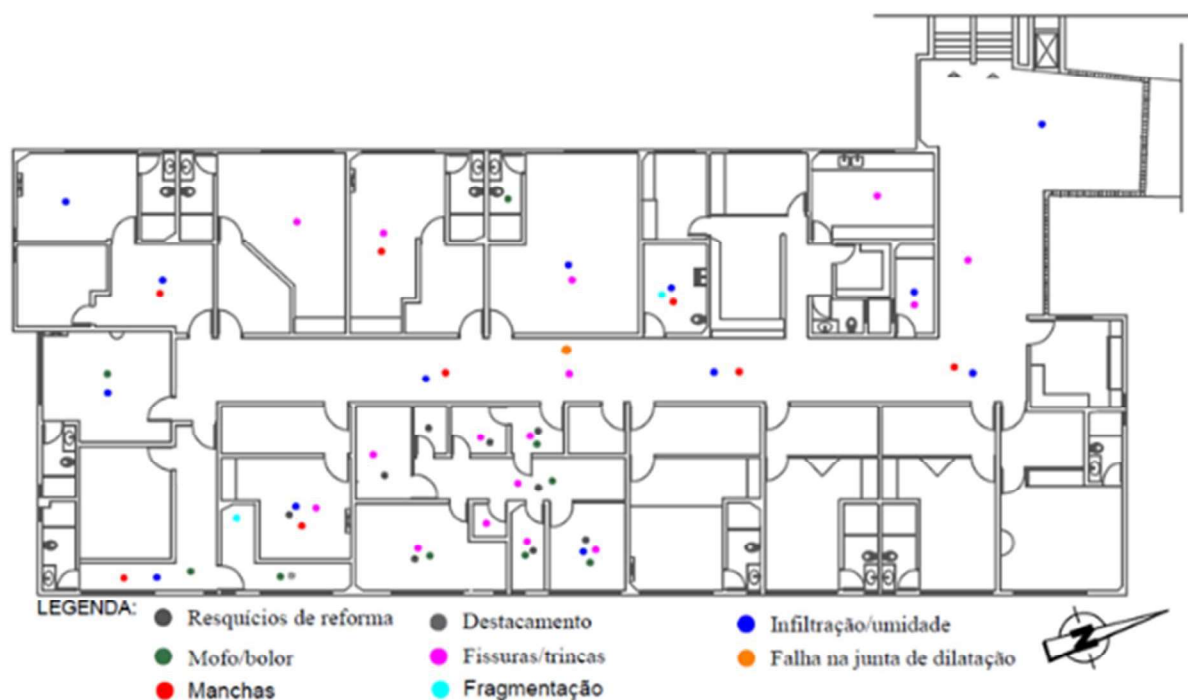 LEGENDA:
Resquícios de reforma
Destacamento
Infiltração/umidade
Mofo/bolor
Fissuras/trincas
Falha na junta de dilatação
Manchas
Fragmentação
N